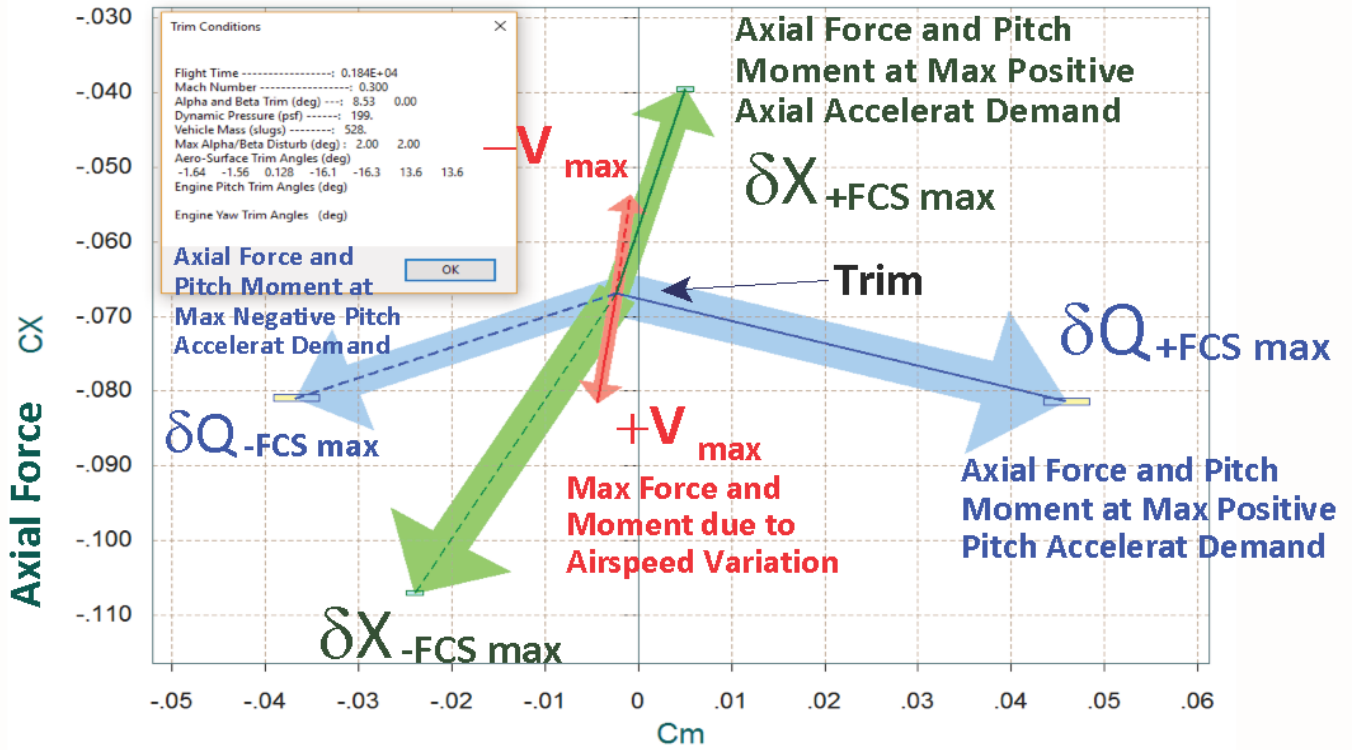 Trim Conditions
Flight Time -----------------: 0.184E+04
Mach Number ------------------: 0.300
Alpha and Beta Trim (deg) ---: 8.53 0.00
Dynamic Pressure (psf) ------: 199.
Vehicle Mass (slugs) --------: 528.
Max Alpha/Beta Disturb (deg) : 2.00 2.00
Aero-Surface Trim Angles (deg)
-1.64 -1.56 0.128 -16.1 -16.3 13.6 13.6
Engine Pitch Trim Angles (deg)
Engine Yaw Trim Angles (deg)
OK
Axial Force and
Pitch Moment at
Max Negative Pitch
Accelerat Demand
δQ-FCS max
Axial Force and Pitch
Moment at Max Positive
Axial Accelerat Demand
δX+FCS max
−V max
Trim
δQ+FCS max
+V max
Max Force and
Moment due to
Airspeed Variation
Axial Force and Pitch
Moment at Max Positive
Pitch Accelerat Demand
δX-FCS max
Axial Force CX
-.030
-.040
-.050
-.060
-.070
-.080
-.090
-.100
-.110
-.05 -.04 -.03 -.02 -.01 0 .01 .02 .03 .04 .05 .06
Cm